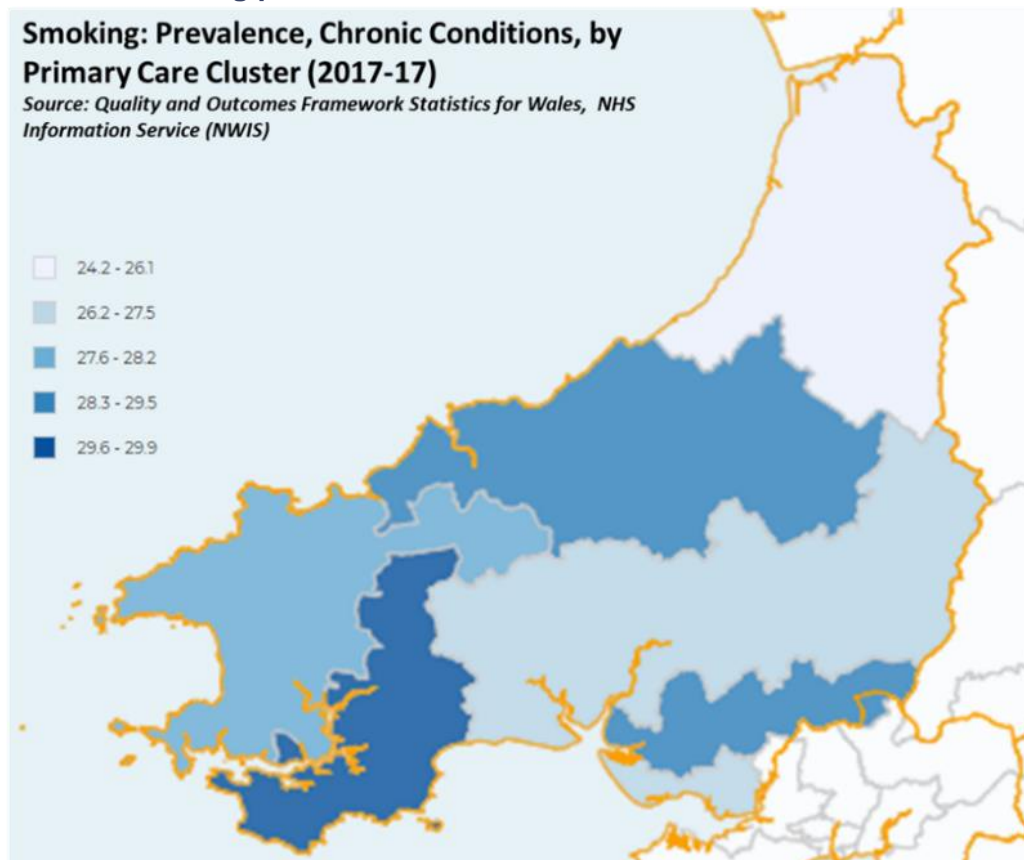 Smoking: Prevalence, Chronic Conditions, by
Primary Care Cluster (2017-17)
Source: Quality and Outcomes Framework Statistics for Wales, NHS
Information Service (NWIS)
24.2 - 26.1
26.2 - 27.5
27.6 - 28.2
28.3 - 29.5
29.6 - 29.9